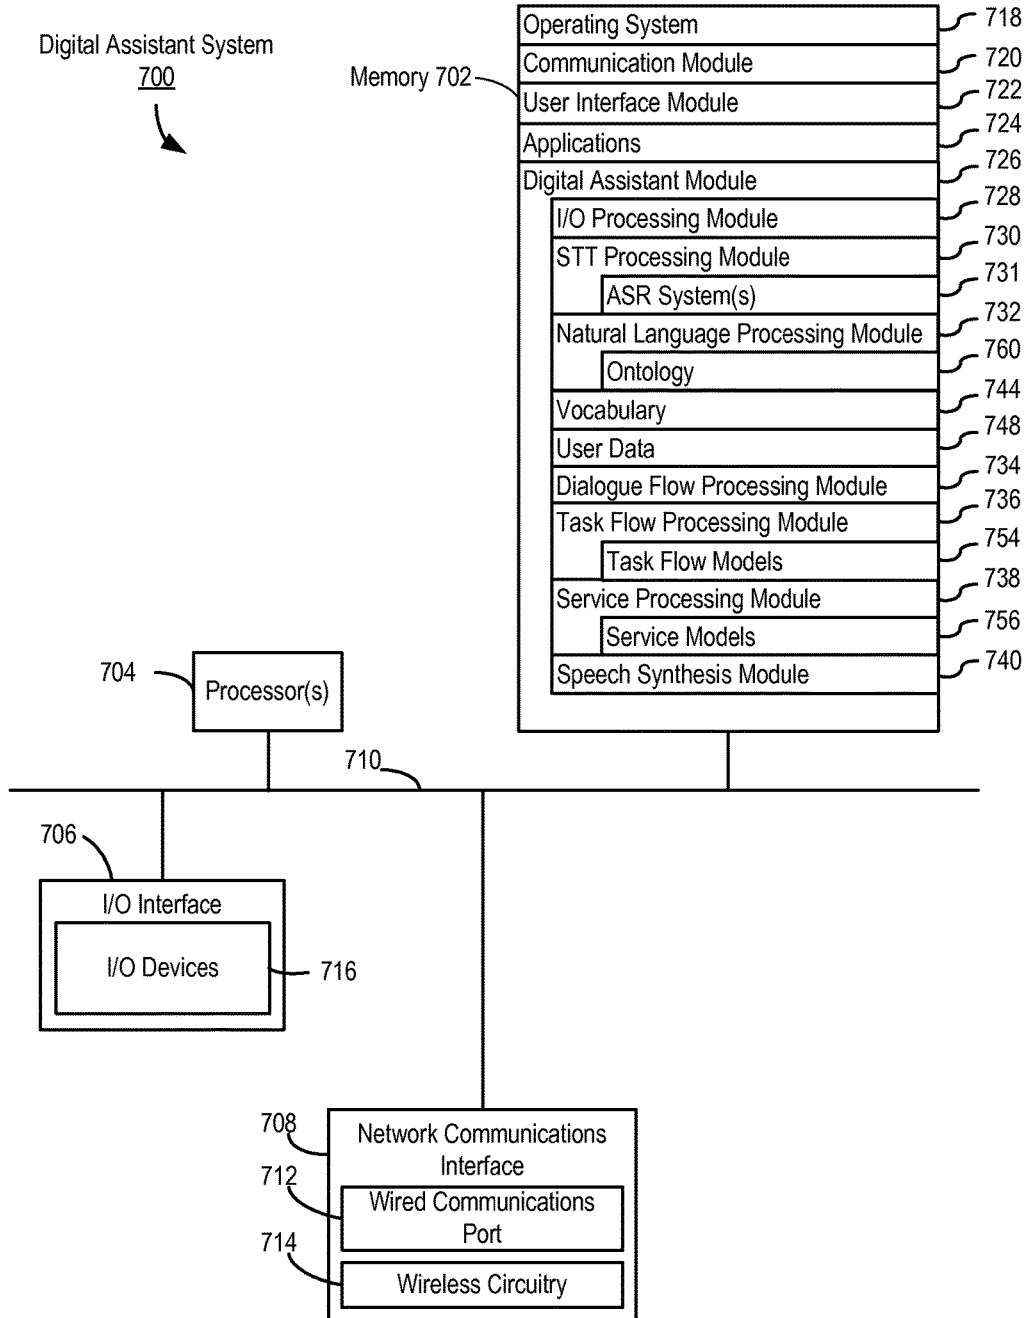 Digital Assistant System
700
Memory 702
Operating System 718
Communication Module 720
User Interface Module 722
Applications 724
Digital Assistant Module 726
I/O Processing Module 728
STT Processing Module 730
ASR System(s) 731
Natural Language Processing Module 732
Ontology 760
Vocabulary 744
User Data 748
Dialogue Flow Processing Module 734
Task Flow Processing Module 736
Task Flow Models 754
Service Processing Module 738
Service Models 756
Speech Synthesis Module 740
704
Processor(s)
710
706
I/O Interface
I/O Devices
716
708
Network Communications
Interface
712
Wired Communications
Port
714
Wireless Circuitry